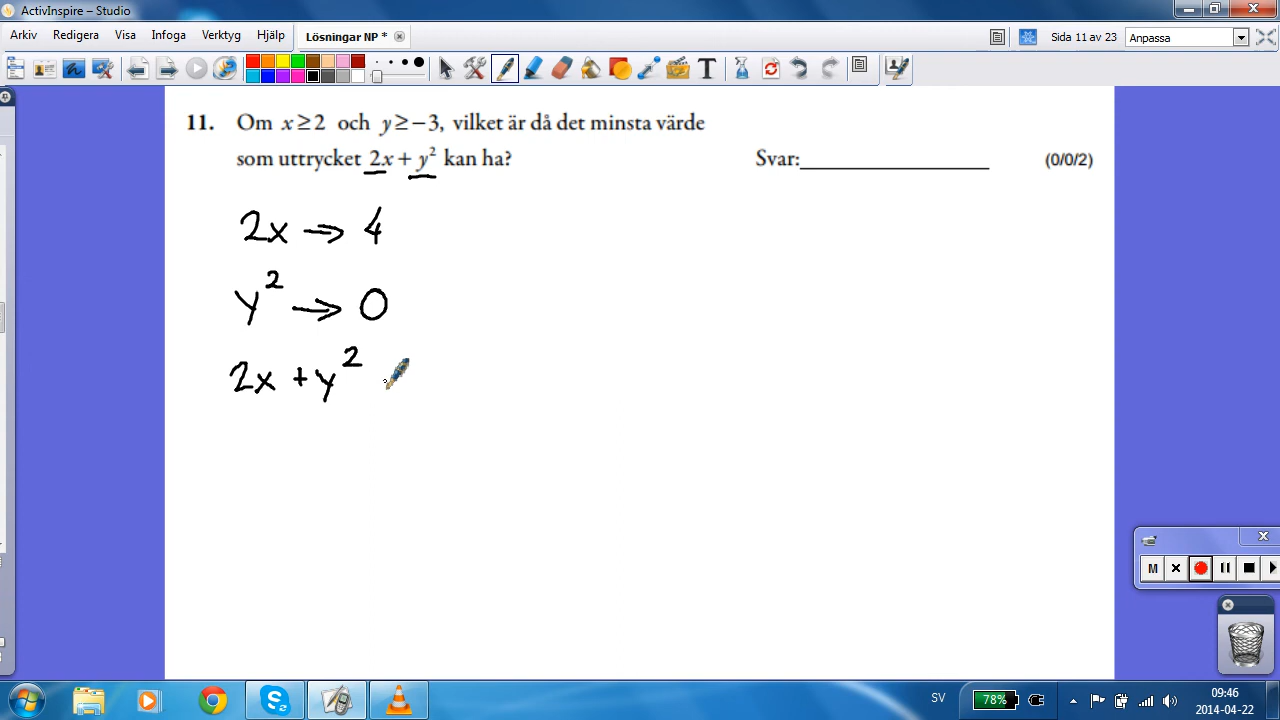 ActivInspire – Studio
Arkiv Redigera Visa Infoga Verktyg Hjälp
Lösningar NP *
Sida 11 av 23
Anpassa
11. Om x ≥ 2 och y ≥ −3, vilket är då det minsta värde
som uttrycket 2x + y² kan ha?
Svar:
(0/0/2)
2x → 4
y² → 0
2x + y²
M
SV
78%
09:46
2014-04-22